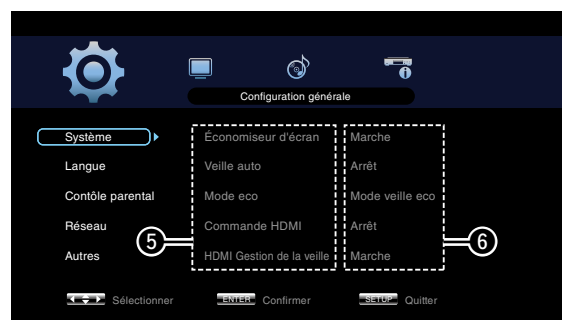 Configuration générale
Système
Économiseur d'écran
Marche
Langue
Veille auto
Arrêt
Contôle parental
Mode eco
Mode veille eco
Réseau
Commande HDMI
Arrêt
Autres
HDMI Gestion de la veille
Marche
5
6
Sélectionner
ENTER Confirmer
SETUP Quitter